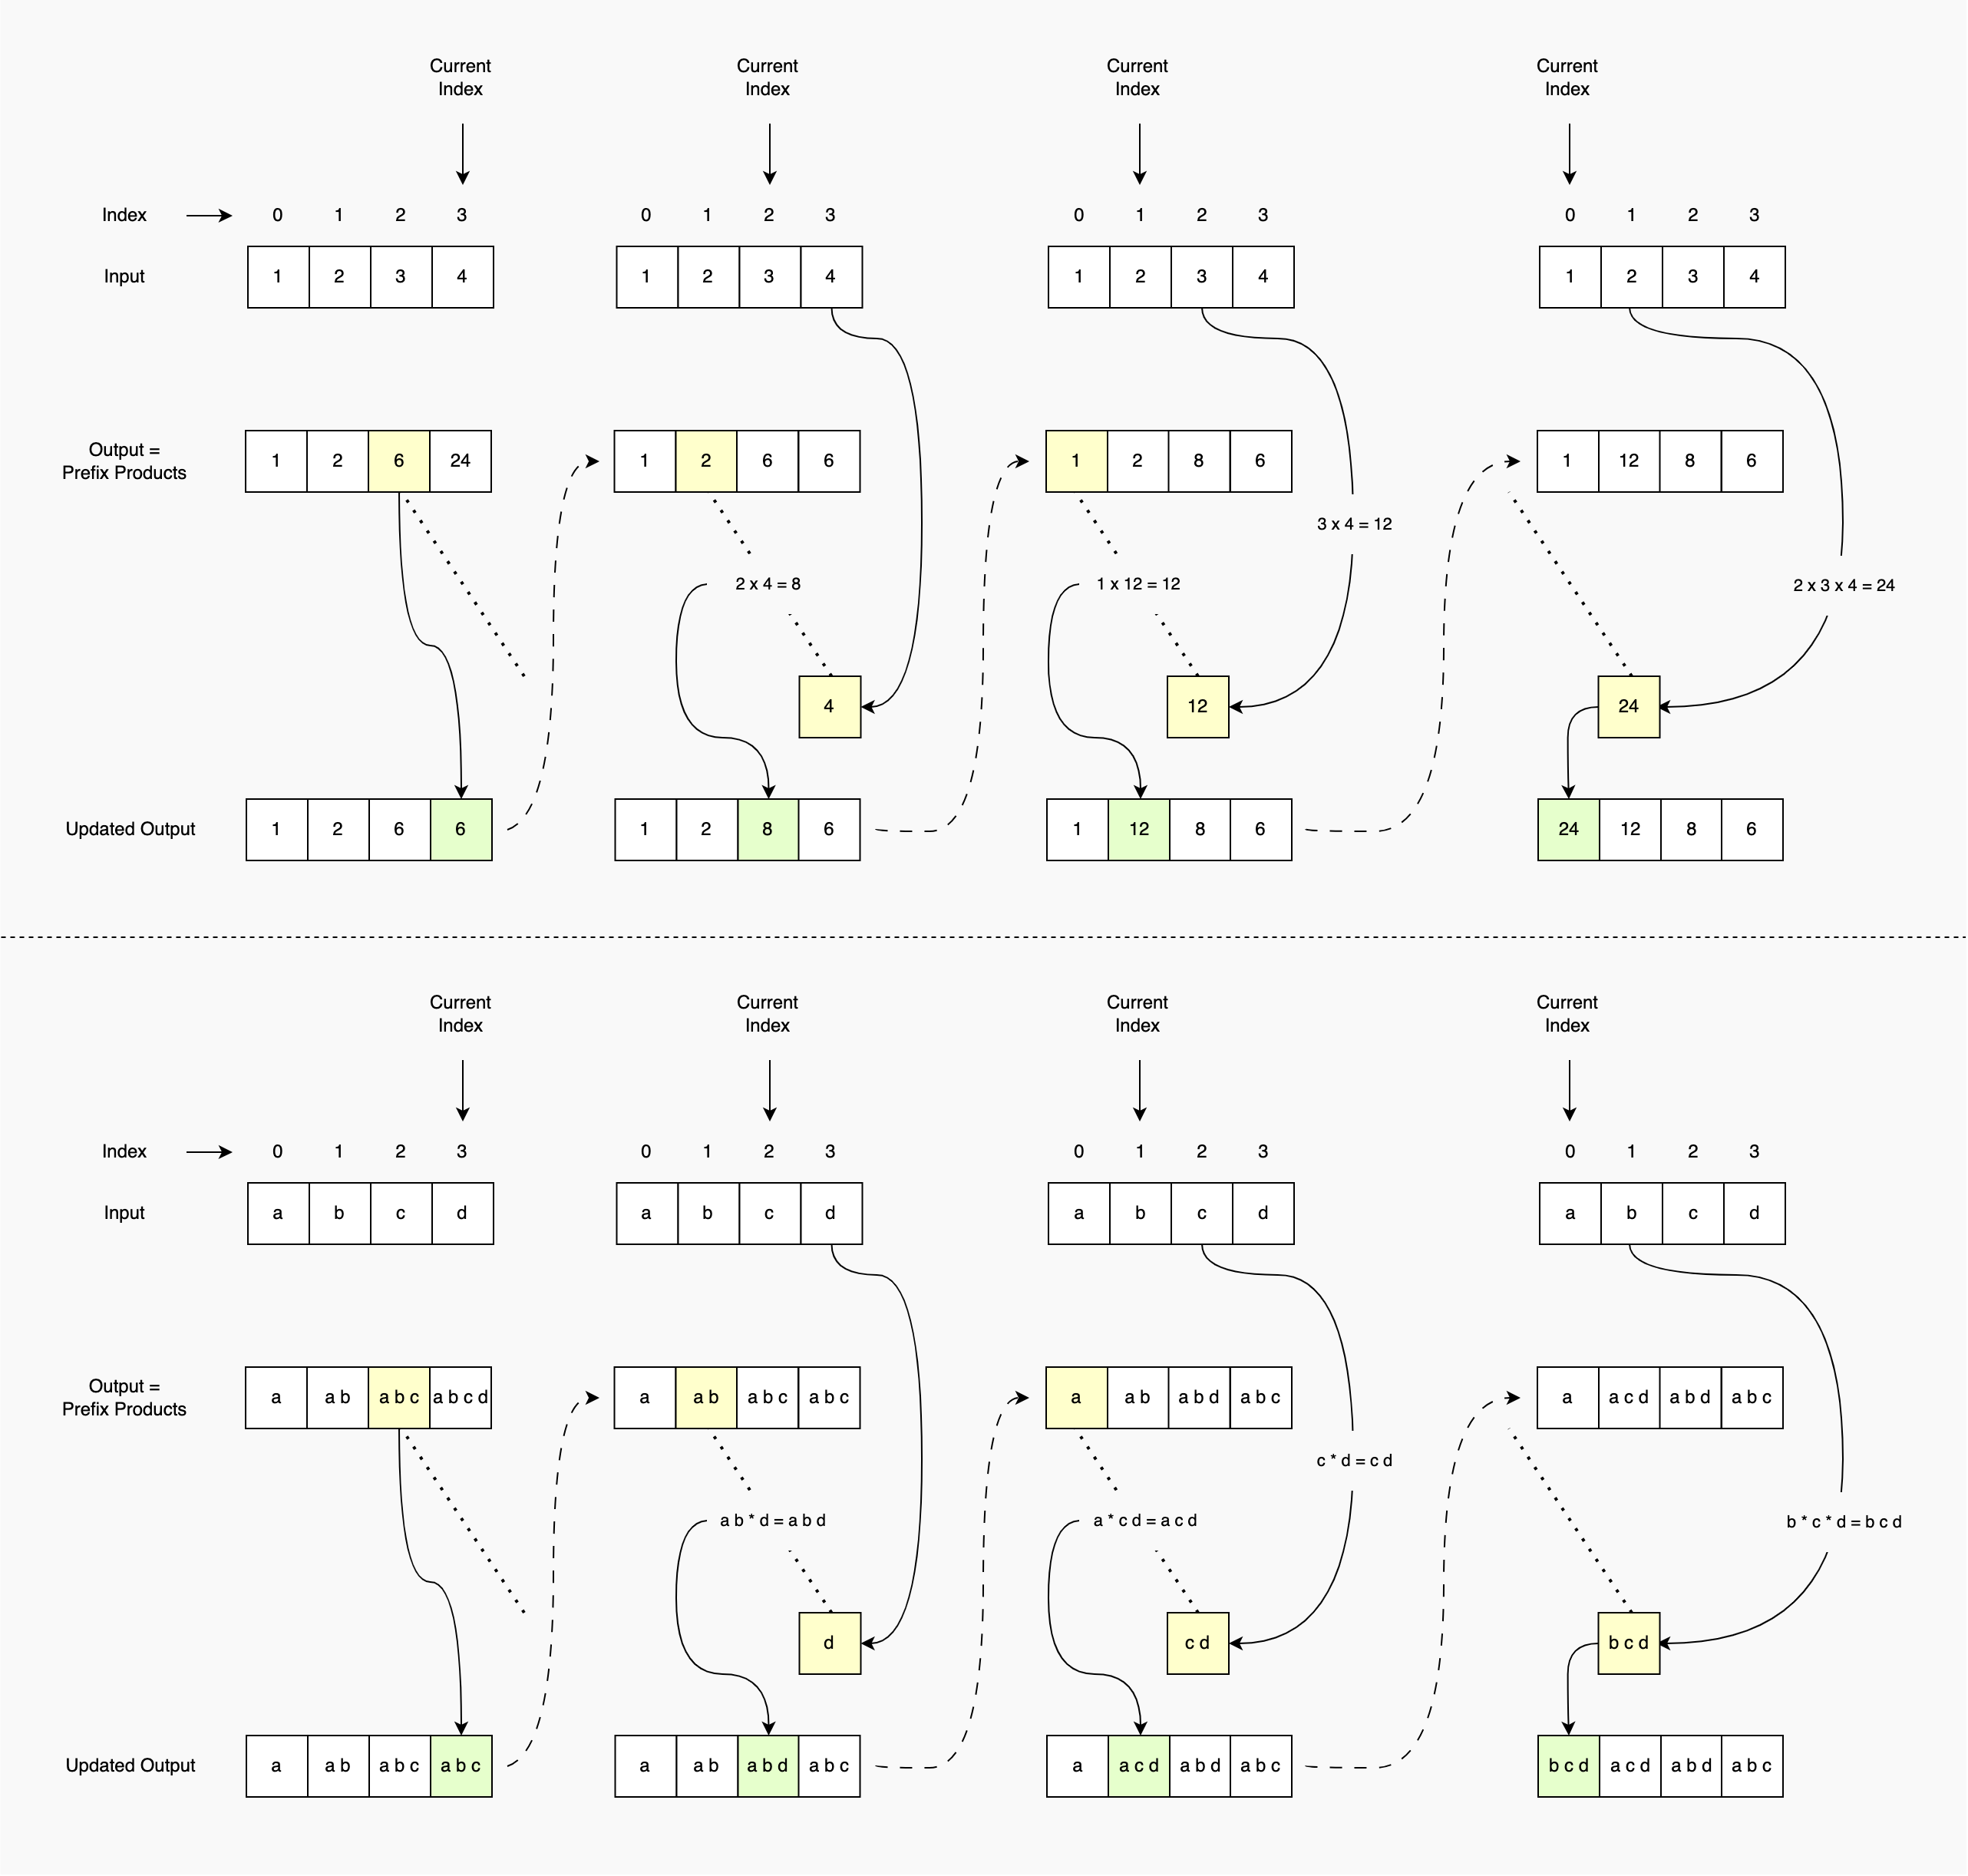 Current Current Current Current
Index Index Index Index
Index 0 1 2 3 0 1 2 3 0 1 2 3 0 1 2 3
Input 1 2 3 4 1 2 3 4 1 2 3 4 1 2 3 4
Output =
Prefix Products 1 2 6 24 1 2 6 6 1 2 8 6 1 12 8 6
3 x 4 = 12
2 x 4 = 8 1 x 12 = 12 2 x 3 x 4 = 24
4 12 24
Updated Output 1 2 6 6 1 2 8 6 1 12 8 6 24 12 8 6
Current Current Current Current
Index Index Index Index
Index 0 1 2 3 0 1 2 3 0 1 2 3 0 1 2 3
Input a b c d a b c d a b c d a b c d
Output =
Prefix Products a a b a b c a b c d a a b a b c a b c a a b a b d a b c a a c d a b d a b c
c * d = c d
a b * d = a b d a * c d = a c d b * c * d = b c d
d c d b c d
Updated Output a a b a b c a b c a a b a b d a b c a a c d a b d a b c b c d a c d a b d a b c